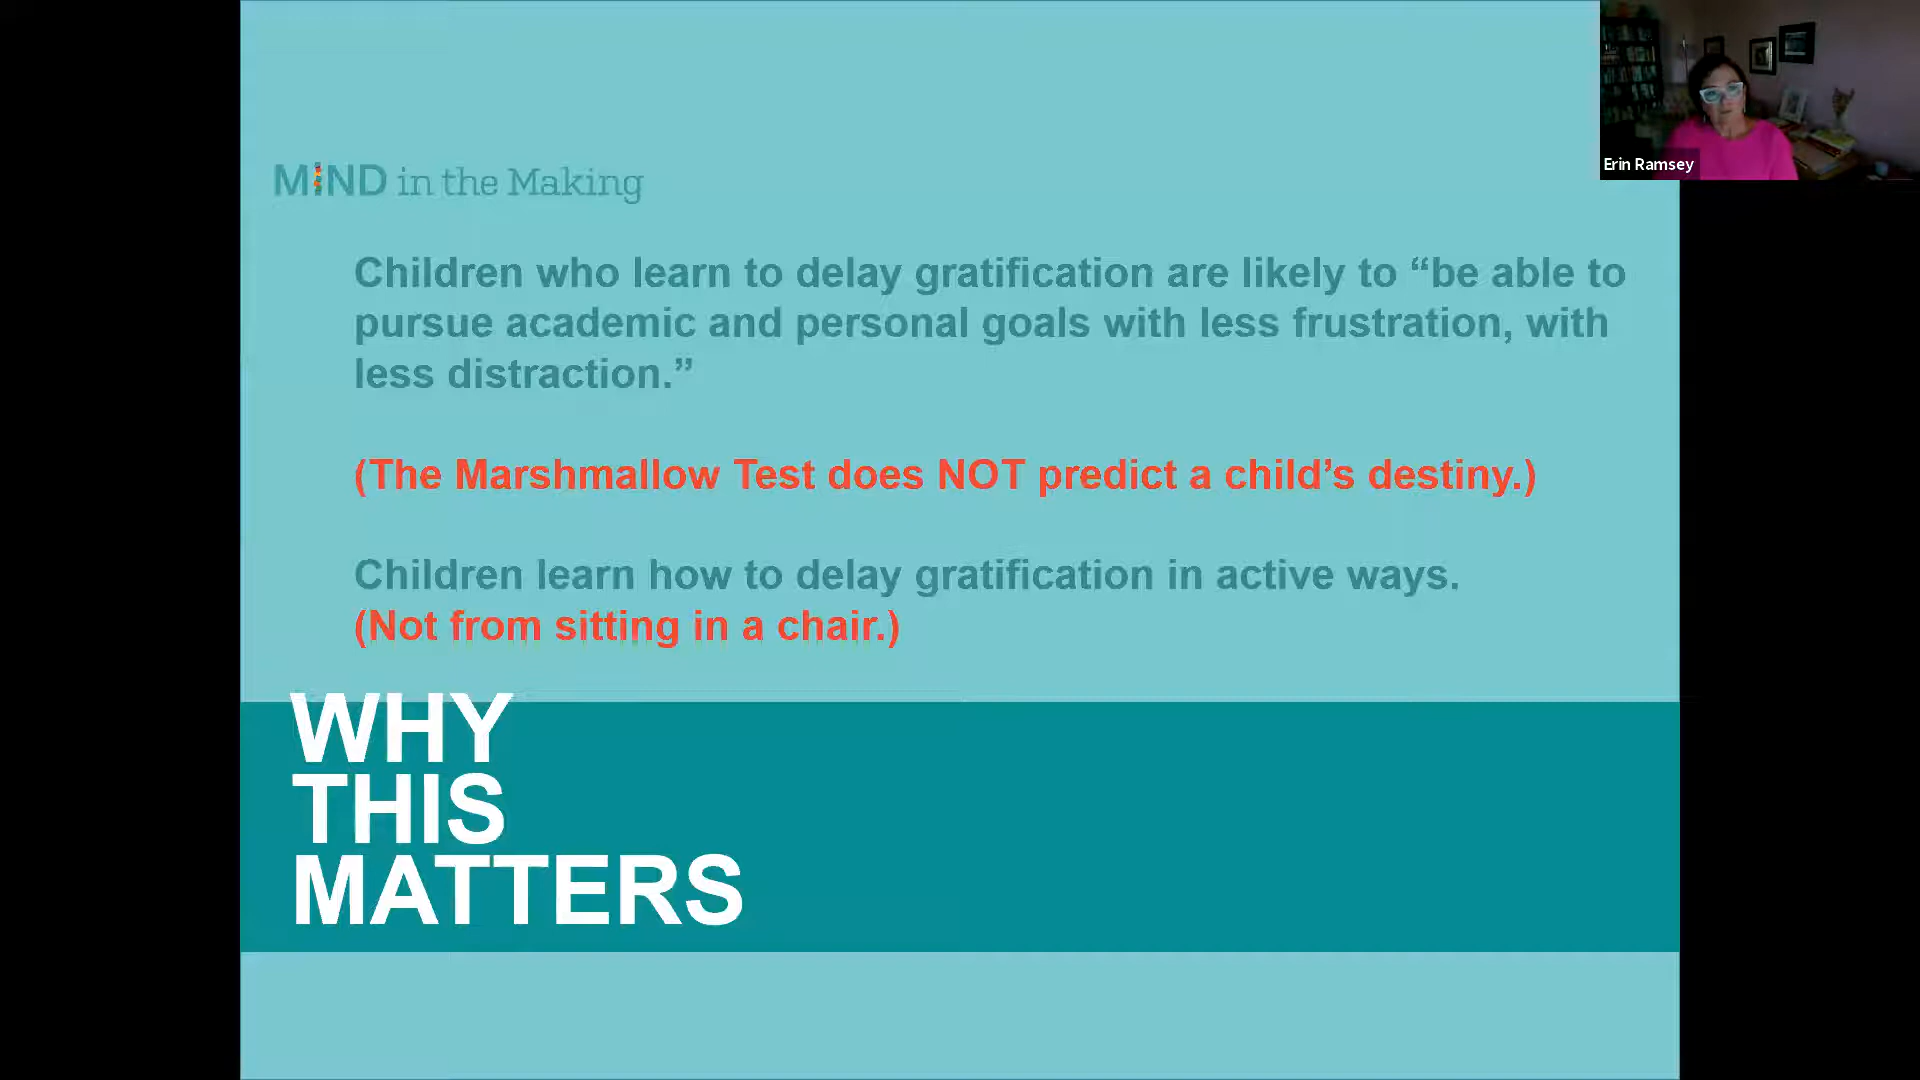 Erin Ramsey
MIND in the Making
Children who learn to delay gratification are likely to “be able to
pursue academic and personal goals with less frustration, with
less distraction.”
(The Marshmallow Test does NOT predict a child’s destiny.)
Children learn how to delay gratification in active ways.
(Not from sitting in a chair.)
WHY
THIS
MATTERS